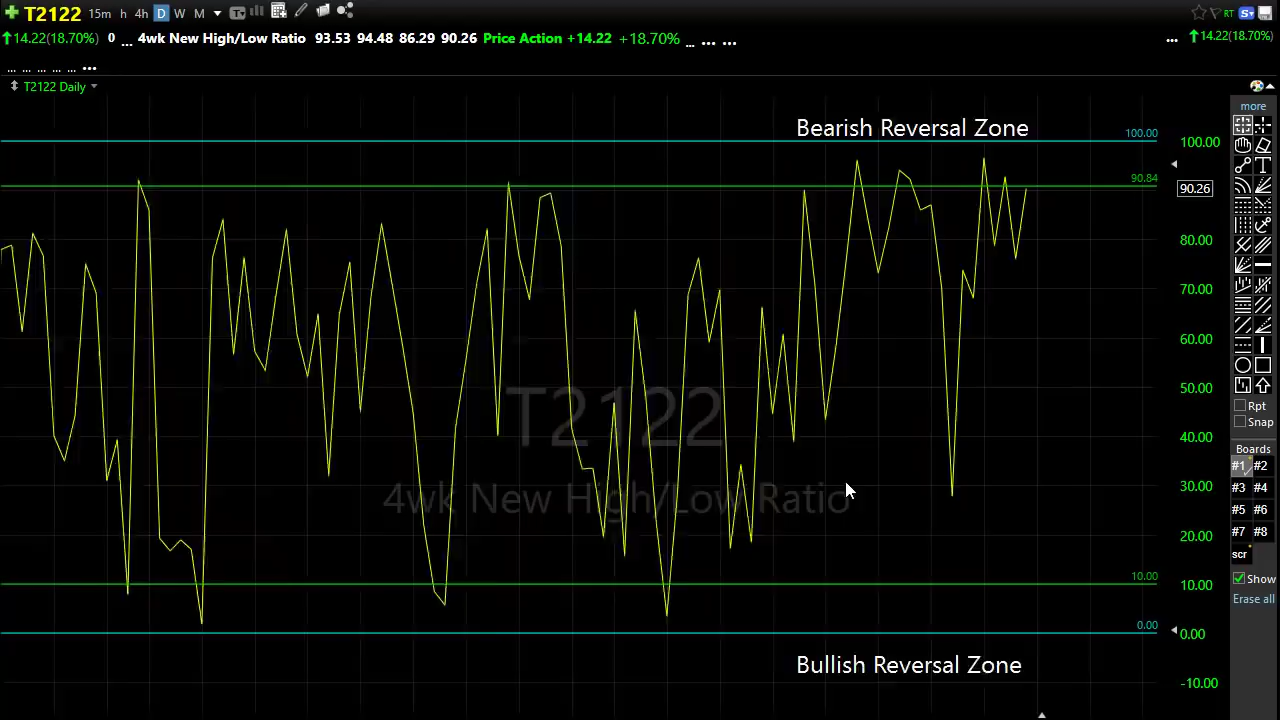 T2122 15m h 4h D W M
RT
14.22(18.70%) 0 ... 4wk New High/Low Ratio 93.53 94.48 86.29 90.26 Price Action +14.22 +18.70% ... ... ... ... 14.22(18.70%)
... ... ... ... ... ...
T2122 Daily
more
Bearish Reversal Zone
100.00
100.00
90.84
90.26
80.00
70.00
60.00
50.00
T2122
40.00
4wk New High/Low Ratio
30.00
20.00
10.00
10.00
0.00
0.00
Bullish Reversal Zone
-10.00
T
Rpt
Snap
Boards
#1 #2
#3 #4
#5 #6
#7 #8
scr
Show
Erase all